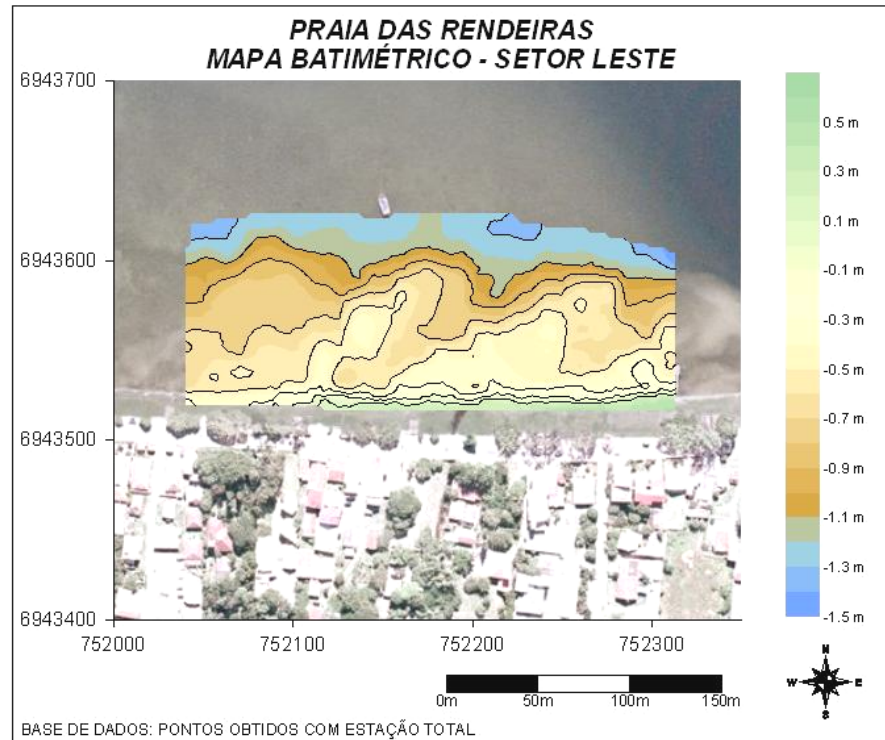 PRAIA DAS RENDEIRAS
MAPA BATIMÉTRICO - SETOR LESTE
6943700
6943600
6943500
6943400
752000 752100 752200 752300
0.5 m
0.3 m
0.1 m
-0.1 m
-0.3 m
-0.5 m
-0.7 m
-0.9 m
-1.1 m
-1.3 m
-1.5 m
N
W E
S
0m 50m 100m 150m
BASE DE DADOS: PONTOS OBTIDOS COM ESTAÇÃO TOTAL